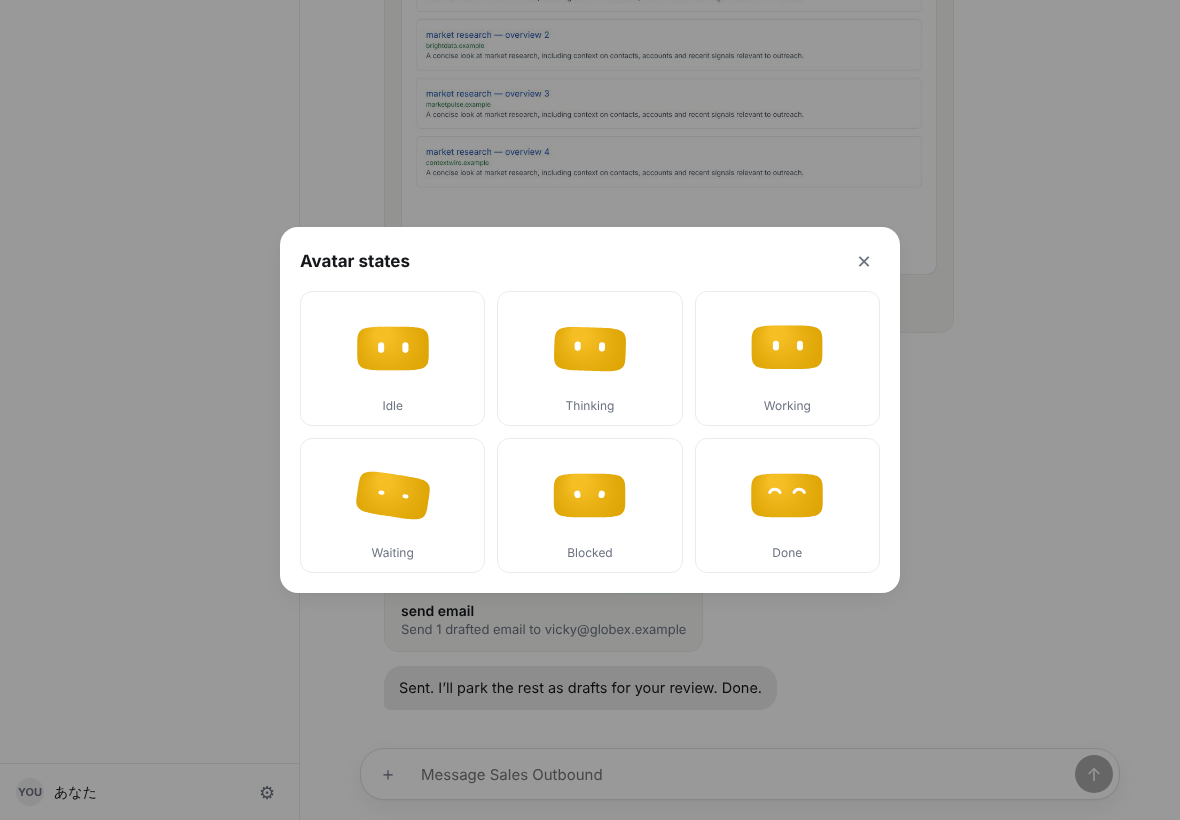 market research — overview 2
brightdata.example
A concise look at market research, including context on contacts, accounts and recent signals relevant to outreach.
market research — overview 3
marketpulse.example
A concise look at market research, including context on contacts, accounts and recent signals relevant to outreach.
market research — overview 4
contextwire.example
A concise look at market research, including context on contacts, accounts and recent signals relevant to outreach.
Avatar states
Idle
Thinking
Working
Waiting
Blocked
Done
send email
Send 1 drafted email to vicky@globex.example
Sent. I’ll park the rest as drafts for your review. Done.
Message Sales Outbound
YOU あなた